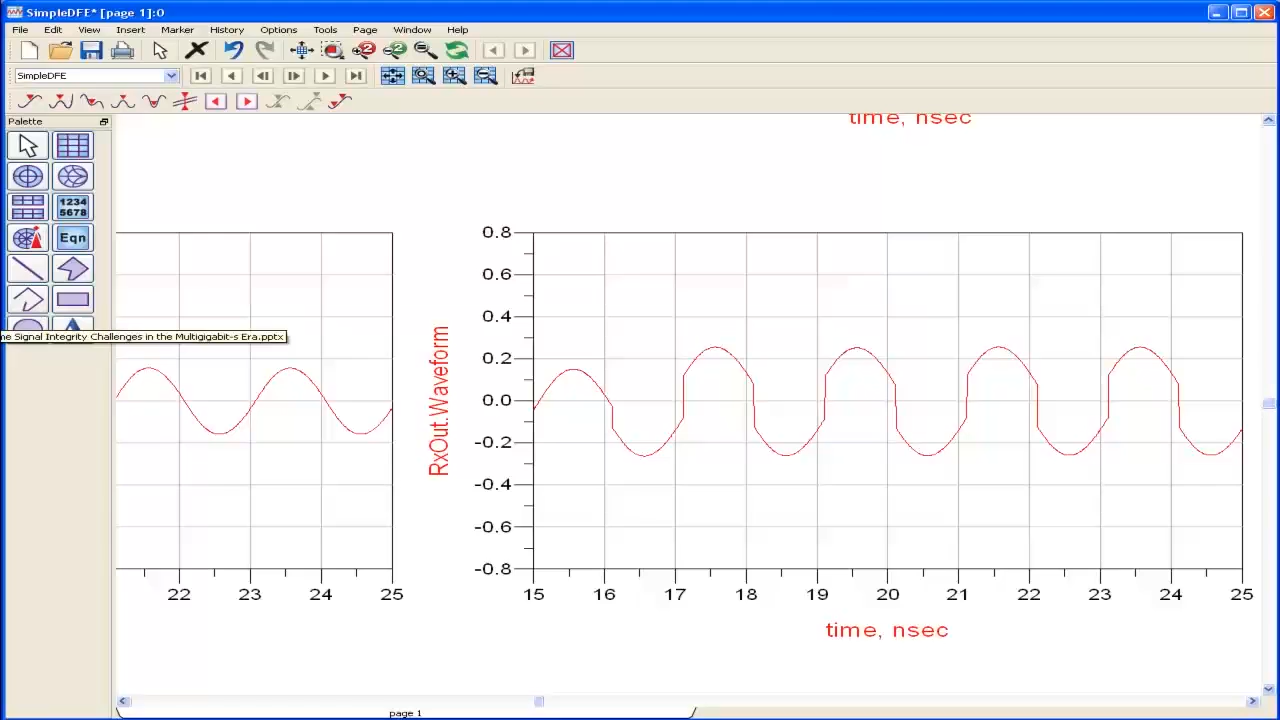 SimpleDFE* [page 1]:0
File Edit View Insert Marker History Options Tools Page Window Help
SimpleDFE
Palette
1234
5678
Eqn
me Signal Integrity Challenges in the Multigigabit-s Era.pptx
time, nsec
22 23 24 25
RxOut.Waveform
0.8
0.6
0.4
0.2
0.0
-0.2
-0.4
-0.6
-0.8
15 16 17 18 19 20 21 22 23 24 25
time, nsec
page 1